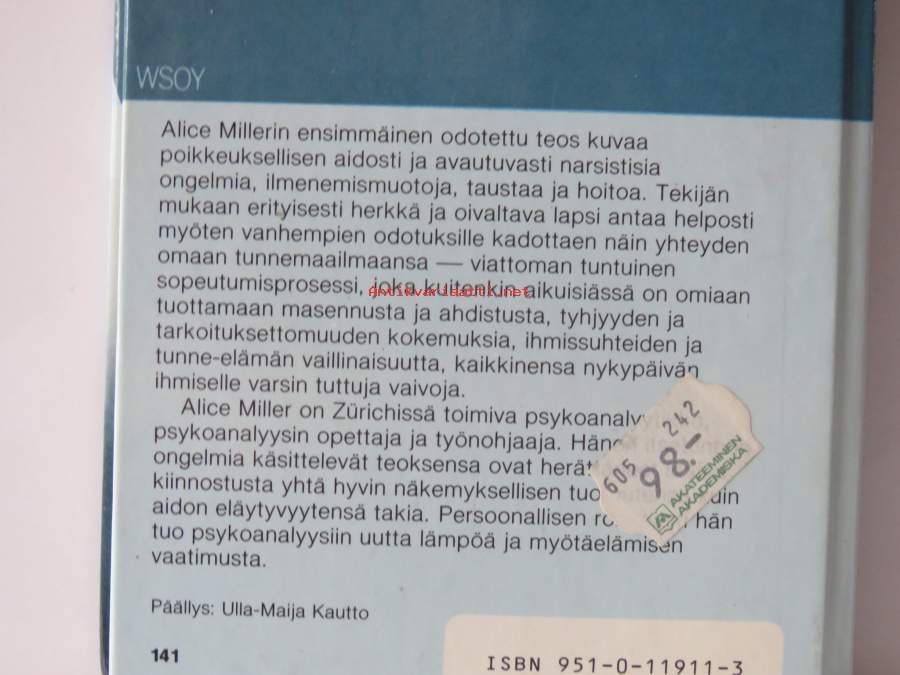 WSOY
Alice Millerin ensimmäinen odotettu teos kuvaa
poikkeuksellisen aidosti ja avautuvasti narsistisia
ongelmia, ilmenemismuotoja, taustaa ja hoitoa. Tekijän
mukaan erityisesti herkkä ja oivaltava lapsi antaa helposti
myöten vanhempien odotuksille kadottaen näin yhteyden
omaan tunnemaailmaansa — viattoman tuntuinen
sopeutumisprosessi, joka kuitenkin aikuisiässä on omiaan
Antikvariaatti.net
tuottamaan masennusta ja ahdistusta, tyhjyyden ja
tarkoituksettomuuden kokemuksia, ihmissuhteiden ja
tunne-elämän vaillinaisuutta, kaikkinensa nykypäivän
ihmiselle varsin tuttuja vaivoja.
Alice Miller on Zürichissä toimiva
psykoanalyysin opettaja ja työnohjaaja.
ongelmia käsittelevät teoksensa ovat
kiinnostusta yhtä hyvin näkemyksellisen
aidon eläytyvyytensä takia. Persoonallisen hän
tuo psykoanalyysiin uutta lämpöä ja myötäelämisen
vaatimusta.
605 242
98.-
AKATEEMINEN
AKADEMISKA
Päällys: Ulla-Maija Kautto
141
ISBN 951-0-11911-3